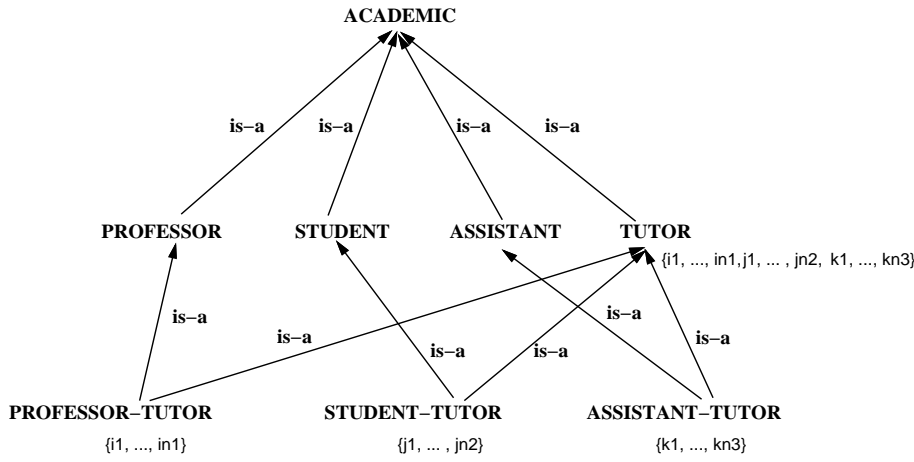 ACADEMIC
is−a is−a is−a is−a
PROFESSOR STUDENT ASSISTANT TUTOR
{i1, ..., in1,j1, ... , jn2, k1, ..., kn3}
is−a is−a is−a is−a is−a is−a
PROFESSOR−TUTOR STUDENT−TUTOR ASSISTANT−TUTOR
{i1, ..., in1} {j1, ... , jn2} {k1, ..., kn3}